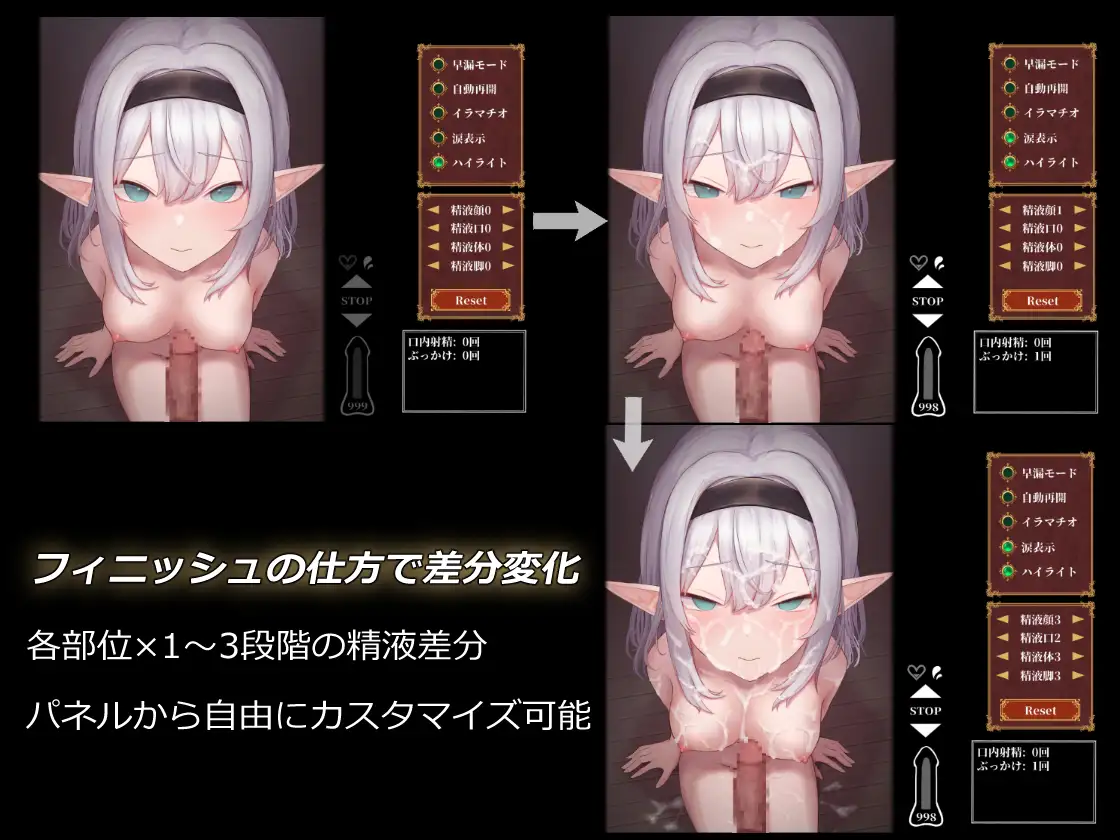 早漏モード
自動再開
イラマチオ
涙表示
ハイライト
精液顔0
精液口0
精液体0
精液脚0
Reset
STOP
999
口内射精: 0回
ぶっかけ: 0回
早漏モード
自動再開
イラマチオ
涙表示
ハイライト
精液顔1
精液口0
精液体0
精液脚0
Reset
STOP
998
口内射精: 0回
ぶっかけ: 1回
フィニッシュの仕方で差分変化
各部位×1～3段階の精液差分
パネルから自由にカスタマイズ可能
早漏モード
自動再開
イラマチオ
涙表示
ハイライト
精液顔3
精液口2
精液体3
精液脚3
Reset
STOP
998
口内射精: 0回
ぶっかけ: 1回